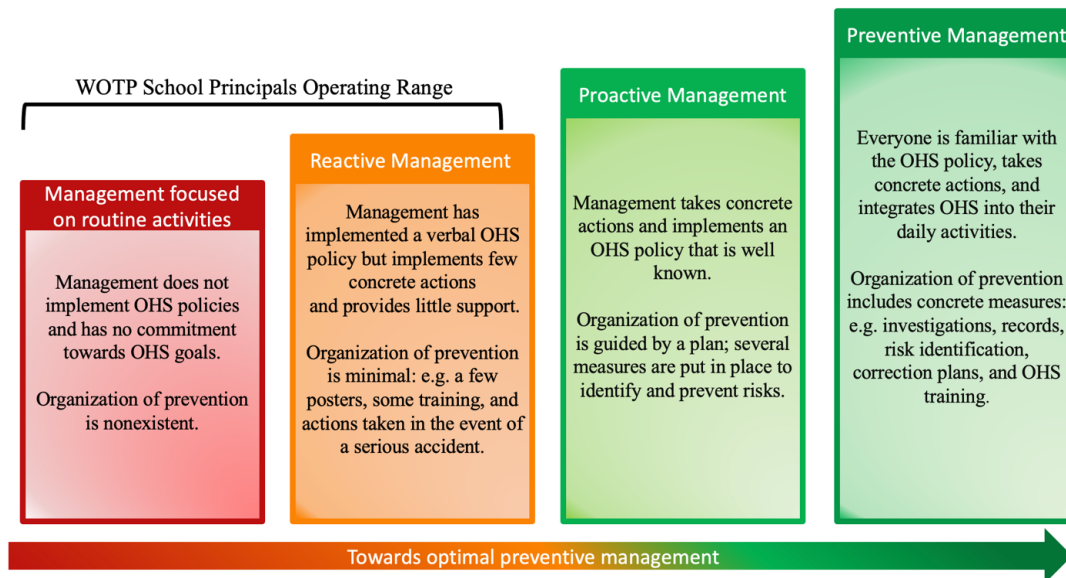 WOTP School Principals Operating Range
Management focused
on routine activities
Management does not
implement OHS policies
and has no commitment
towards OHS goals.
Organization of prevention
is nonexistent.
Reactive Management
Management has
implemented a verbal OHS
policy but implements few
concrete actions
and provides little support.
Organization of prevention
is minimal: e.g. a few
posters, some training, and
actions taken in the event of
a serious accident.
Proactive Management
Management takes concrete
actions and implements an
OHS policy that is well
known.
Organization of prevention
is guided by a plan; several
measures are put in place to
identify and prevent risks.
Preventive Management
Everyone is familiar with
the OHS policy, takes
concrete actions, and
integrates OHS into their
daily activities.
Organization of prevention
includes concrete measures:
e.g. investigations, records,
risk identification,
correction plans, and OHS
training.
Towards optimal preventive management